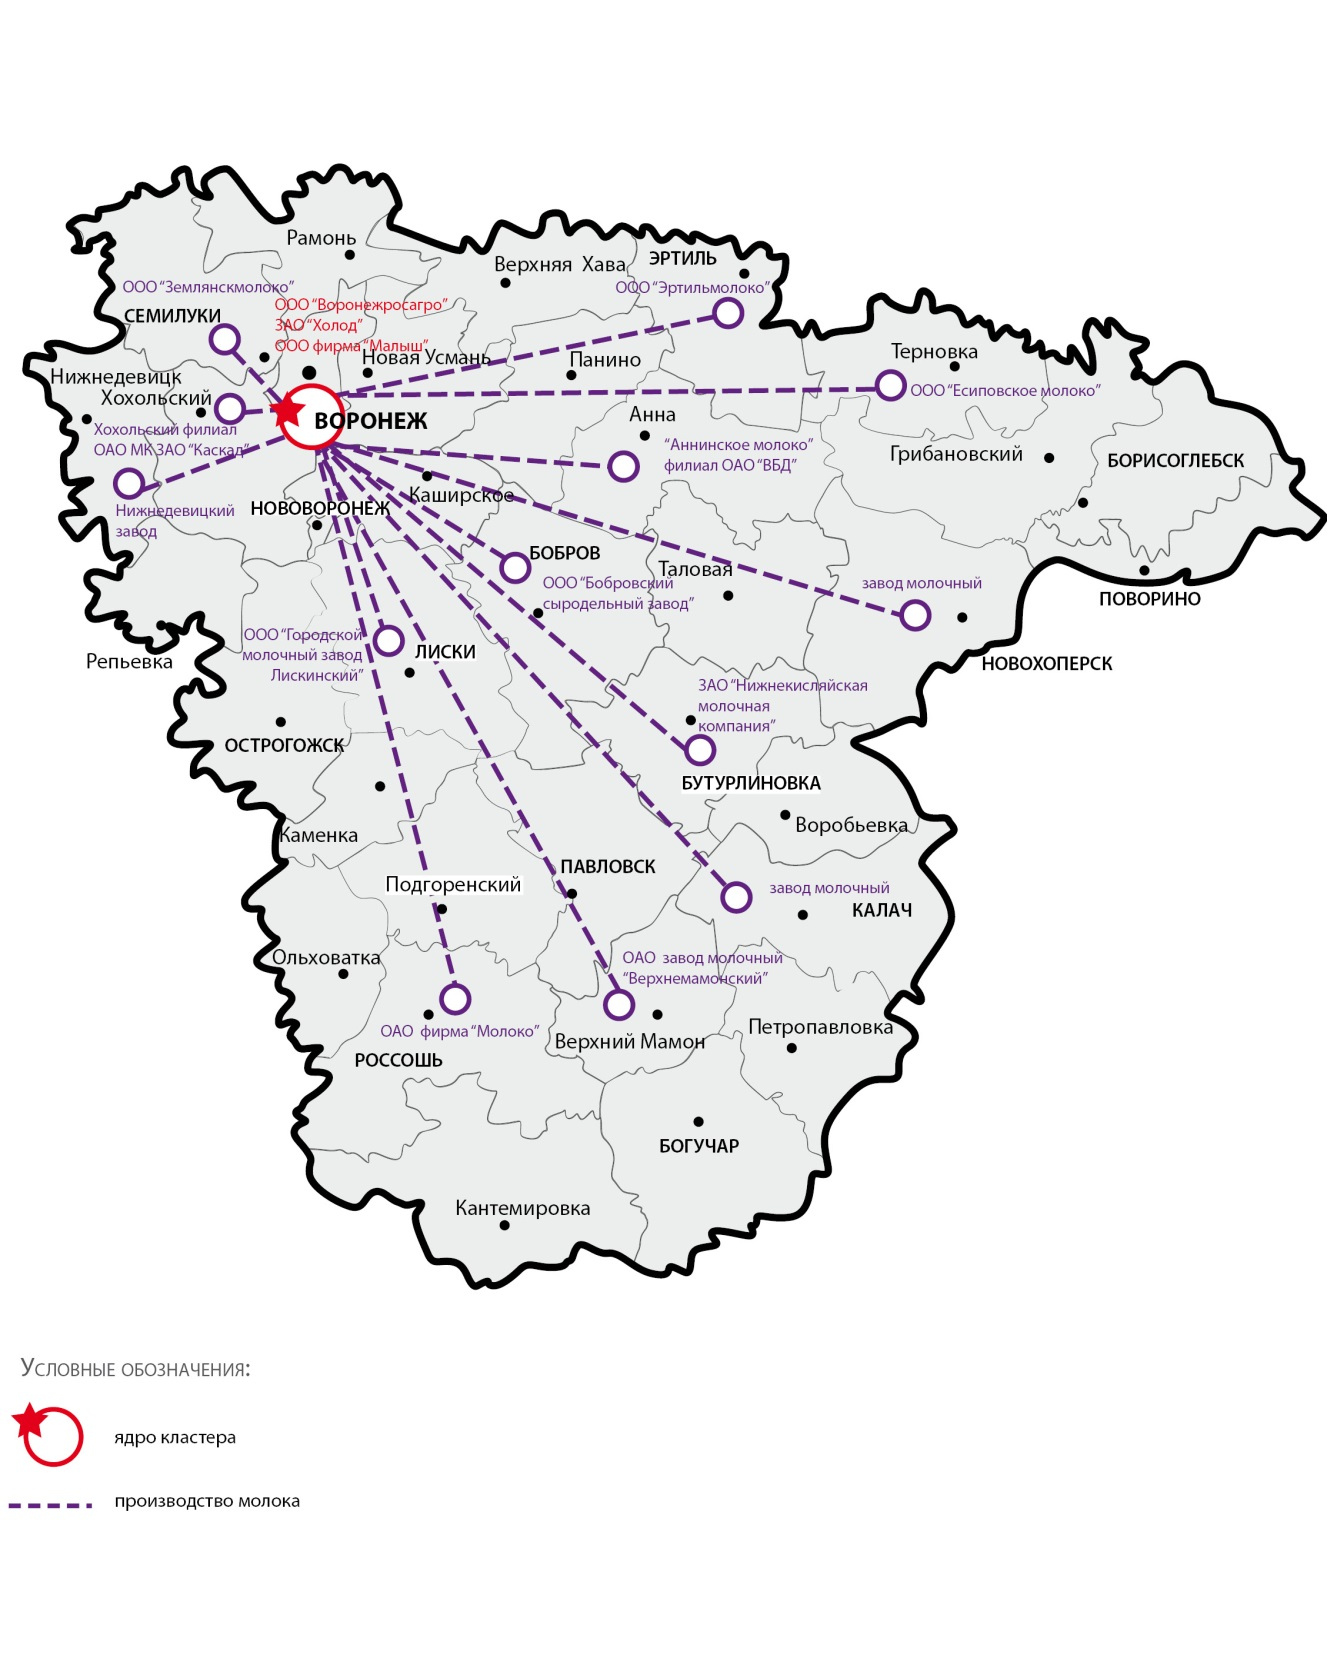 Рамонь
Верхняя Хава
ЭРТИЛЬ
ООО “Эртильмолоко”
ООО “Землянскмолоко”
СЕМИЛУКИ
ООО “Воронежросагро”
ЗАО “Холод”
ООО фирма “Малыш”
Новая Усмань
Панино
Терновка
ООО “Есиповское молоко”
Нижнедевицк
Хохольский
Хохольский филиал
ОАО МК ЗАО “Каскад”
ВОРОНЕЖ
Анна
“Аннинское молоко”
филиал ОАО “ВБД”
Грибановский
БОРИСОГЛЕБСК
Нижнедевицкий
завод
НОВОВОРОНЕЖ
Каширское
БОБРОВ
ООО “Бобровский
сыродельный завод”
Таловая
завод молочный
ПОВОРИНО
НОВОХОПЕРСК
Репьевка
ООО “Городской
молочный завод
Лискинский”
ЛИСКИ
ЗАО “Нижнекисляйская
молочная
компания”
ОСТРОГОЖСК
БУТУРЛИНОВКА
Воробьевка
Каменка
ПАВЛОВСК
Подгоренский
завод молочный
КАЛАЧ
Ольховатка
ОАО завод молочный
“Верхнемамонский”
ОАО фирма “Молоко”
Верхний Мамон
Петропавловка
РОССОШЬ
БОГУЧАР
Кантемировка
Условные обозначения:
ядро кластера
производство молока